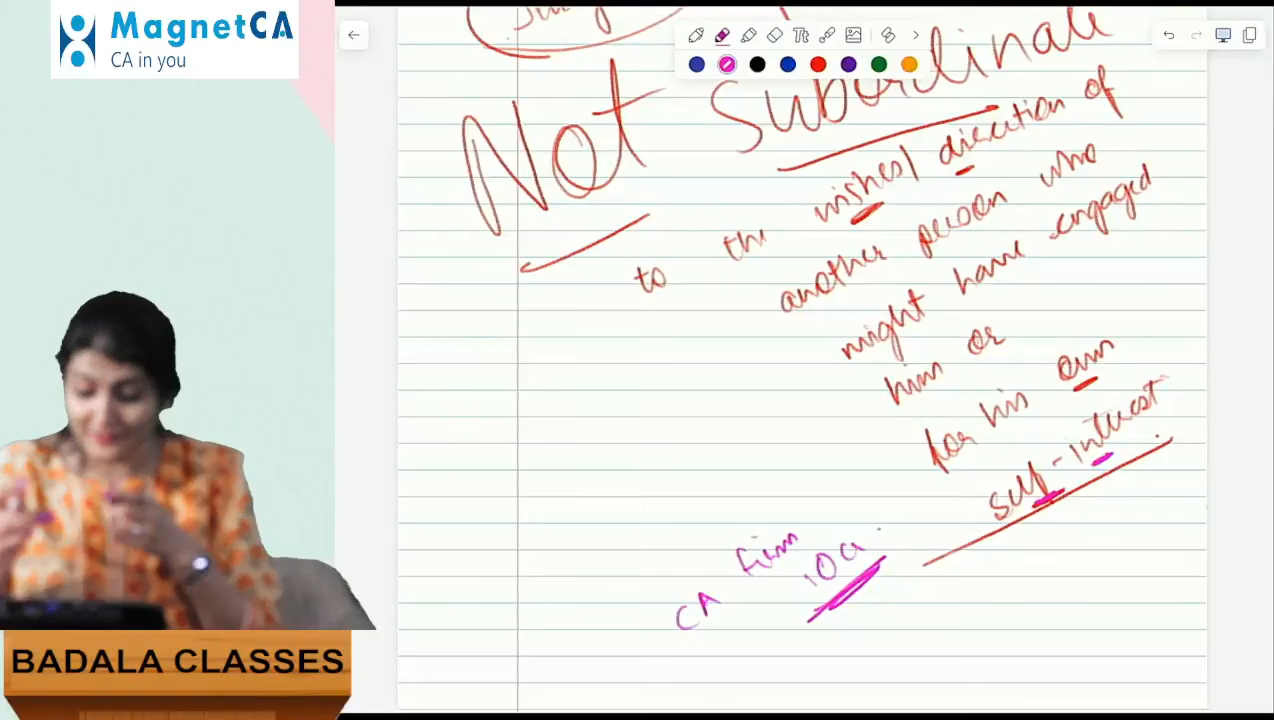 MagnetCA
CA in you
Tt
Not Subordinate
to the wishes/ direction of
another person who
might have engaged
him or
for his own
self-interest
CA firm 10a
BADALA CLASSES